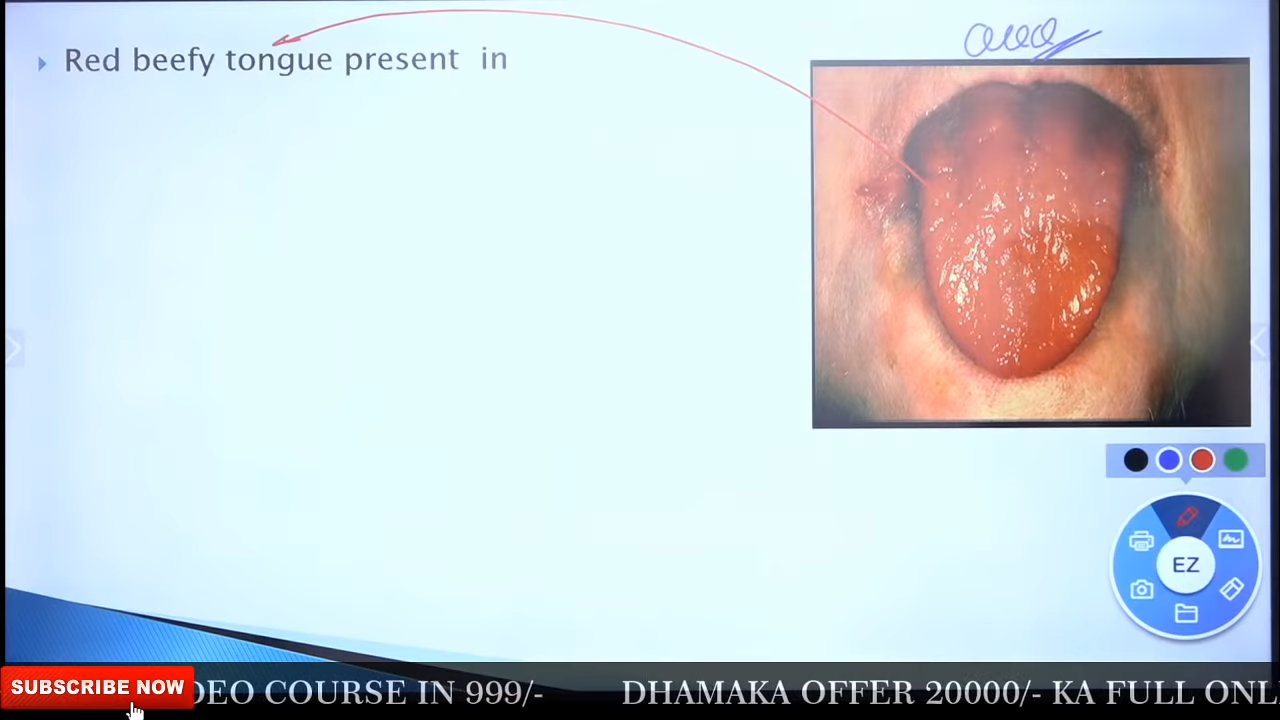 Red beefy tongue present in
EZ
SUBSCRIBE NOW
DEO COURSE IN 999/- DHAMAKA OFFER 20000/- KA FULL ONL